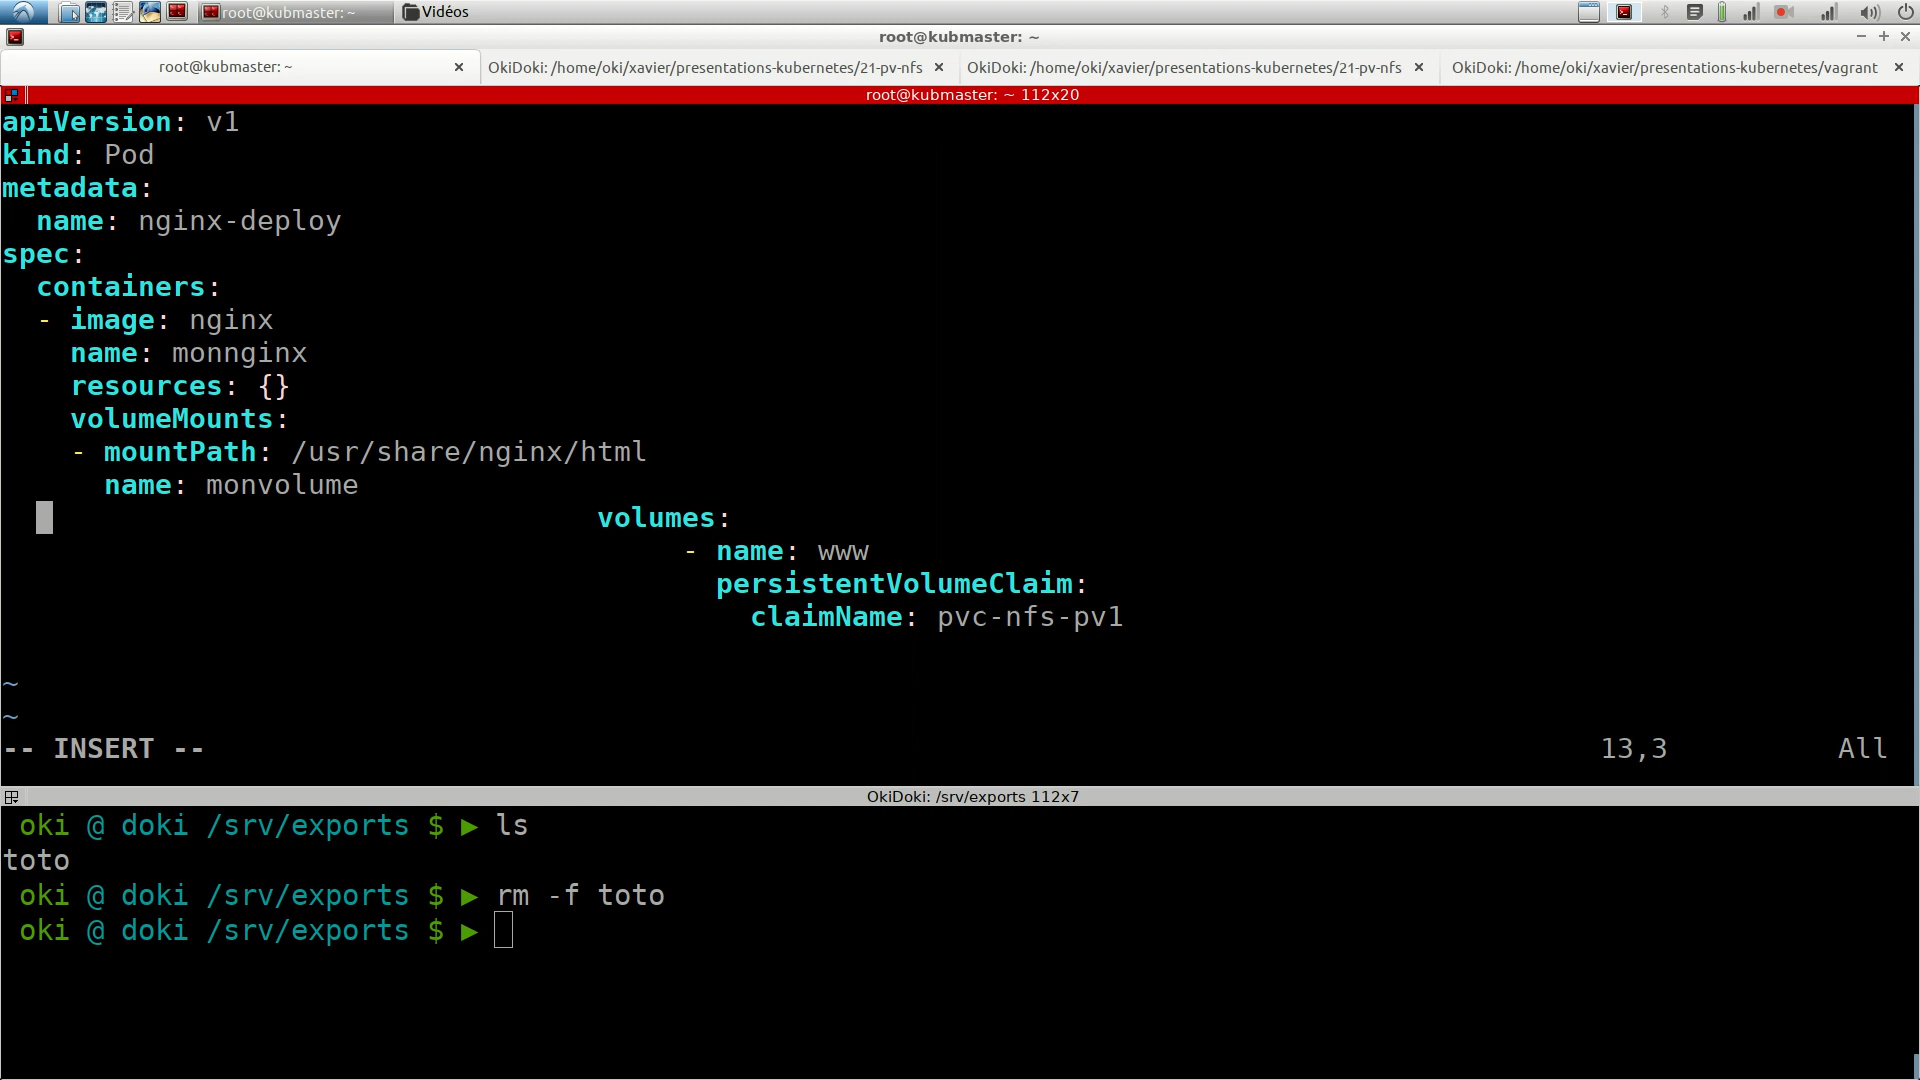 root@kubmaster: ~
Vidéos
root@kubmaster: ~
root@kubmaster: ~
OkiDoki: /home/oki/xavier/presentations-kubernetes/21-pv-nfs
OkiDoki: /home/oki/xavier/presentations-kubernetes/21-pv-nfs
OkiDoki: /home/oki/xavier/presentations-kubernetes/vagrant
root@kubmaster: ~ 112x20
apiVersion: v1
kind: Pod
metadata:
  name: nginx-deploy
spec:
  containers:
  - image: nginx
    name: monnginx
    resources: {}
    volumeMounts:
    - mountPath: /usr/share/nginx/html
      name: monvolume
                                   volumes:
                                        - name: www
                                          persistentVolumeClaim:
                                            claimName: pvc-nfs-pv1
~
~
-- INSERT -- 13,3 All
OkiDoki: /srv/exports 112x7
oki @ doki /srv/exports $ ▶ ls
toto
oki @ doki /srv/exports $ ▶ rm -f toto
oki @ doki /srv/exports $ ▶